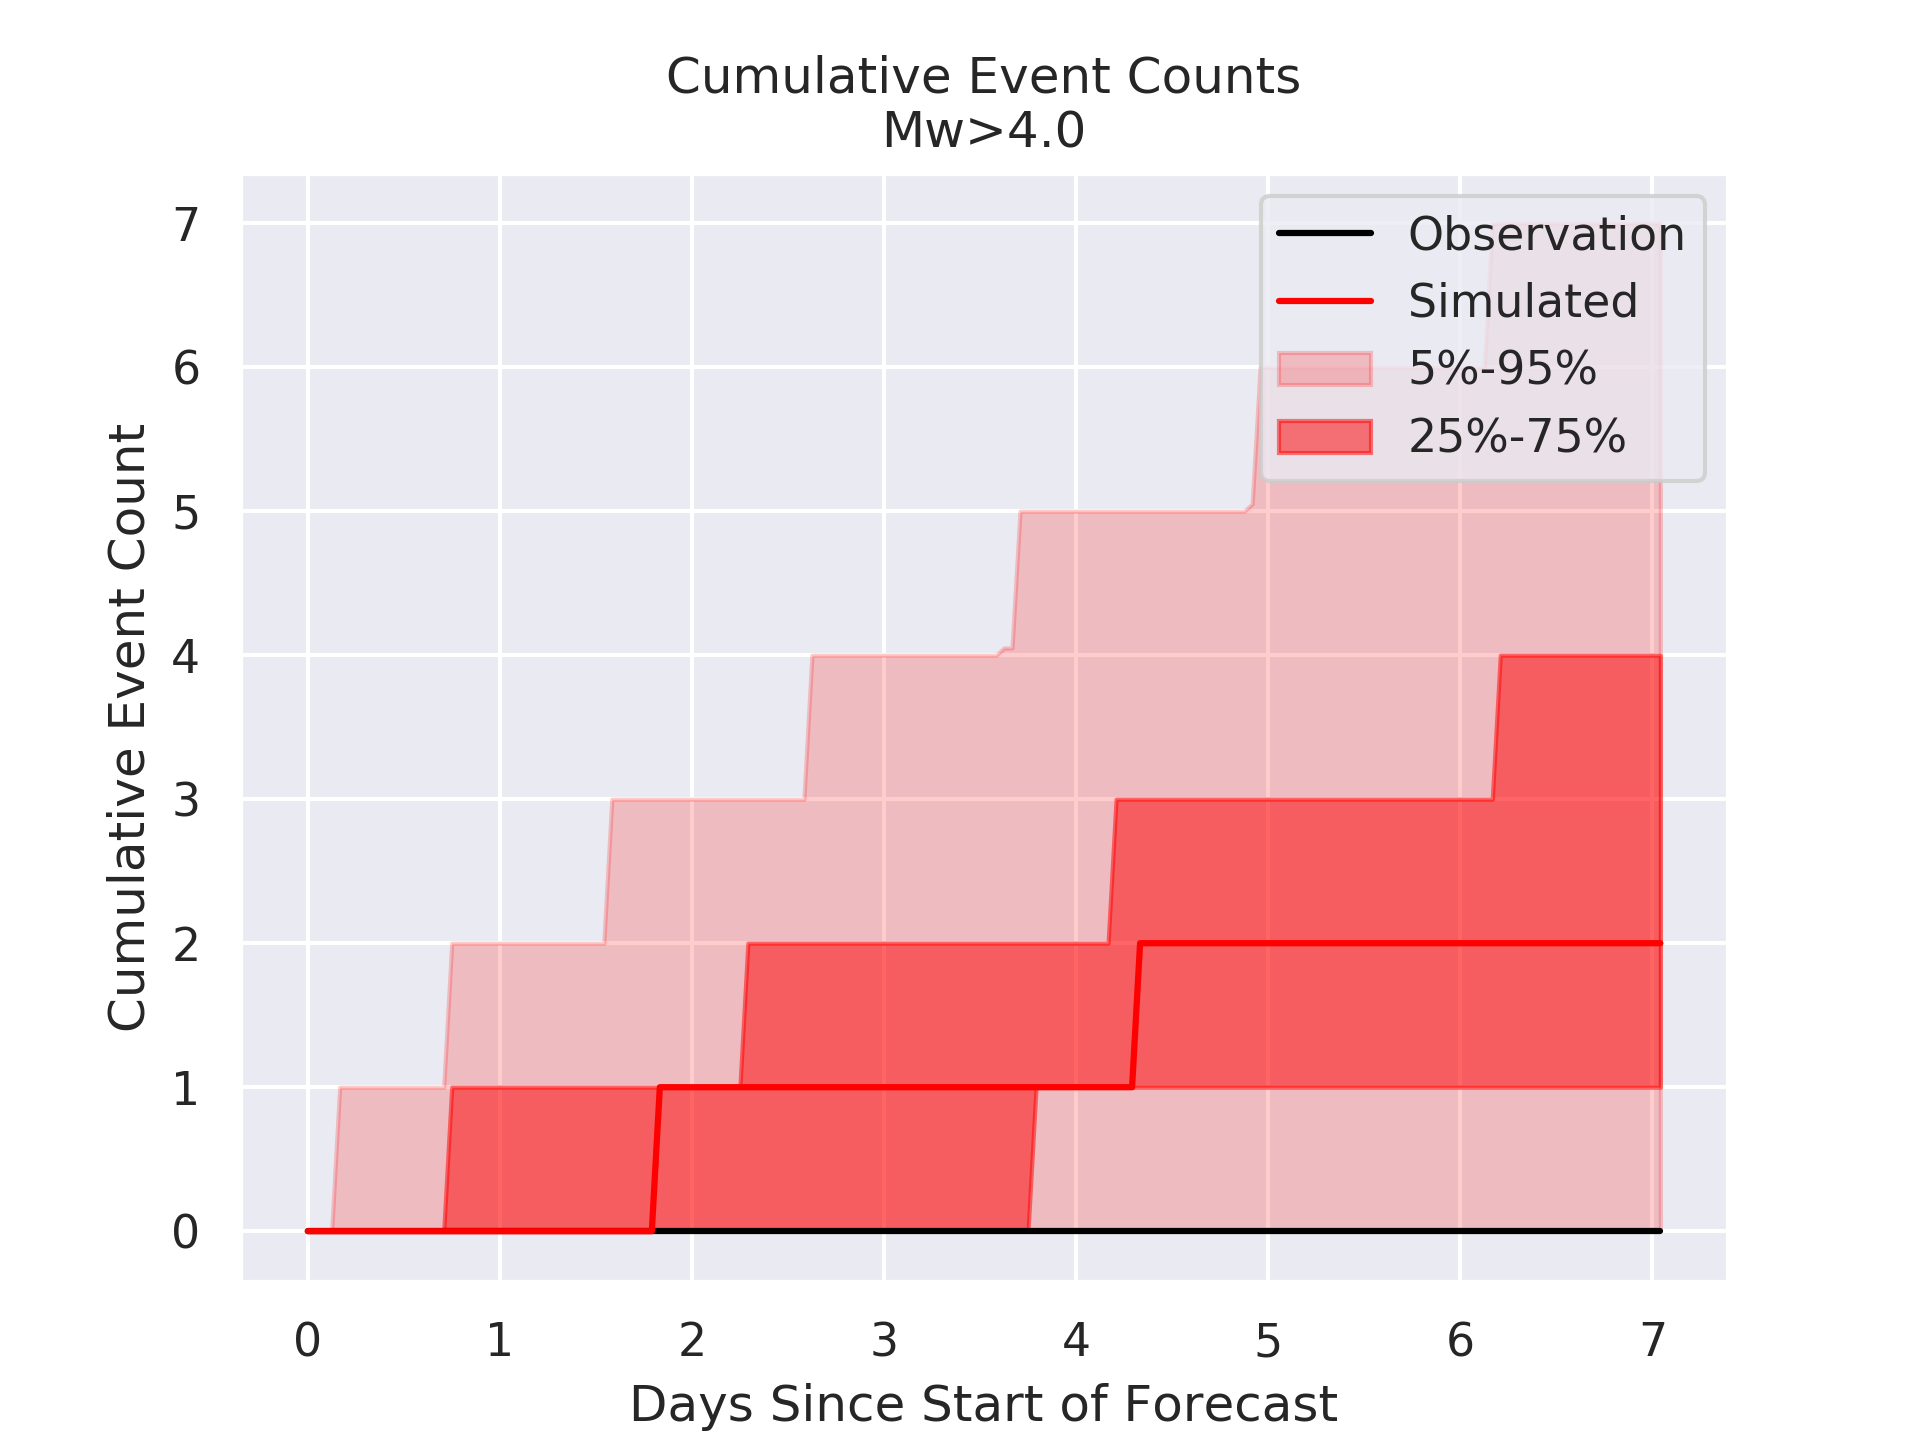 Cumulative Event Counts
Mw>4.0
Cumulative Event Count
7
6
5
4
3
2
1
0
Observation
Simulated
5%-95%
25%-75%
0 1 2 3 4 5 6 7
Days Since Start of Forecast